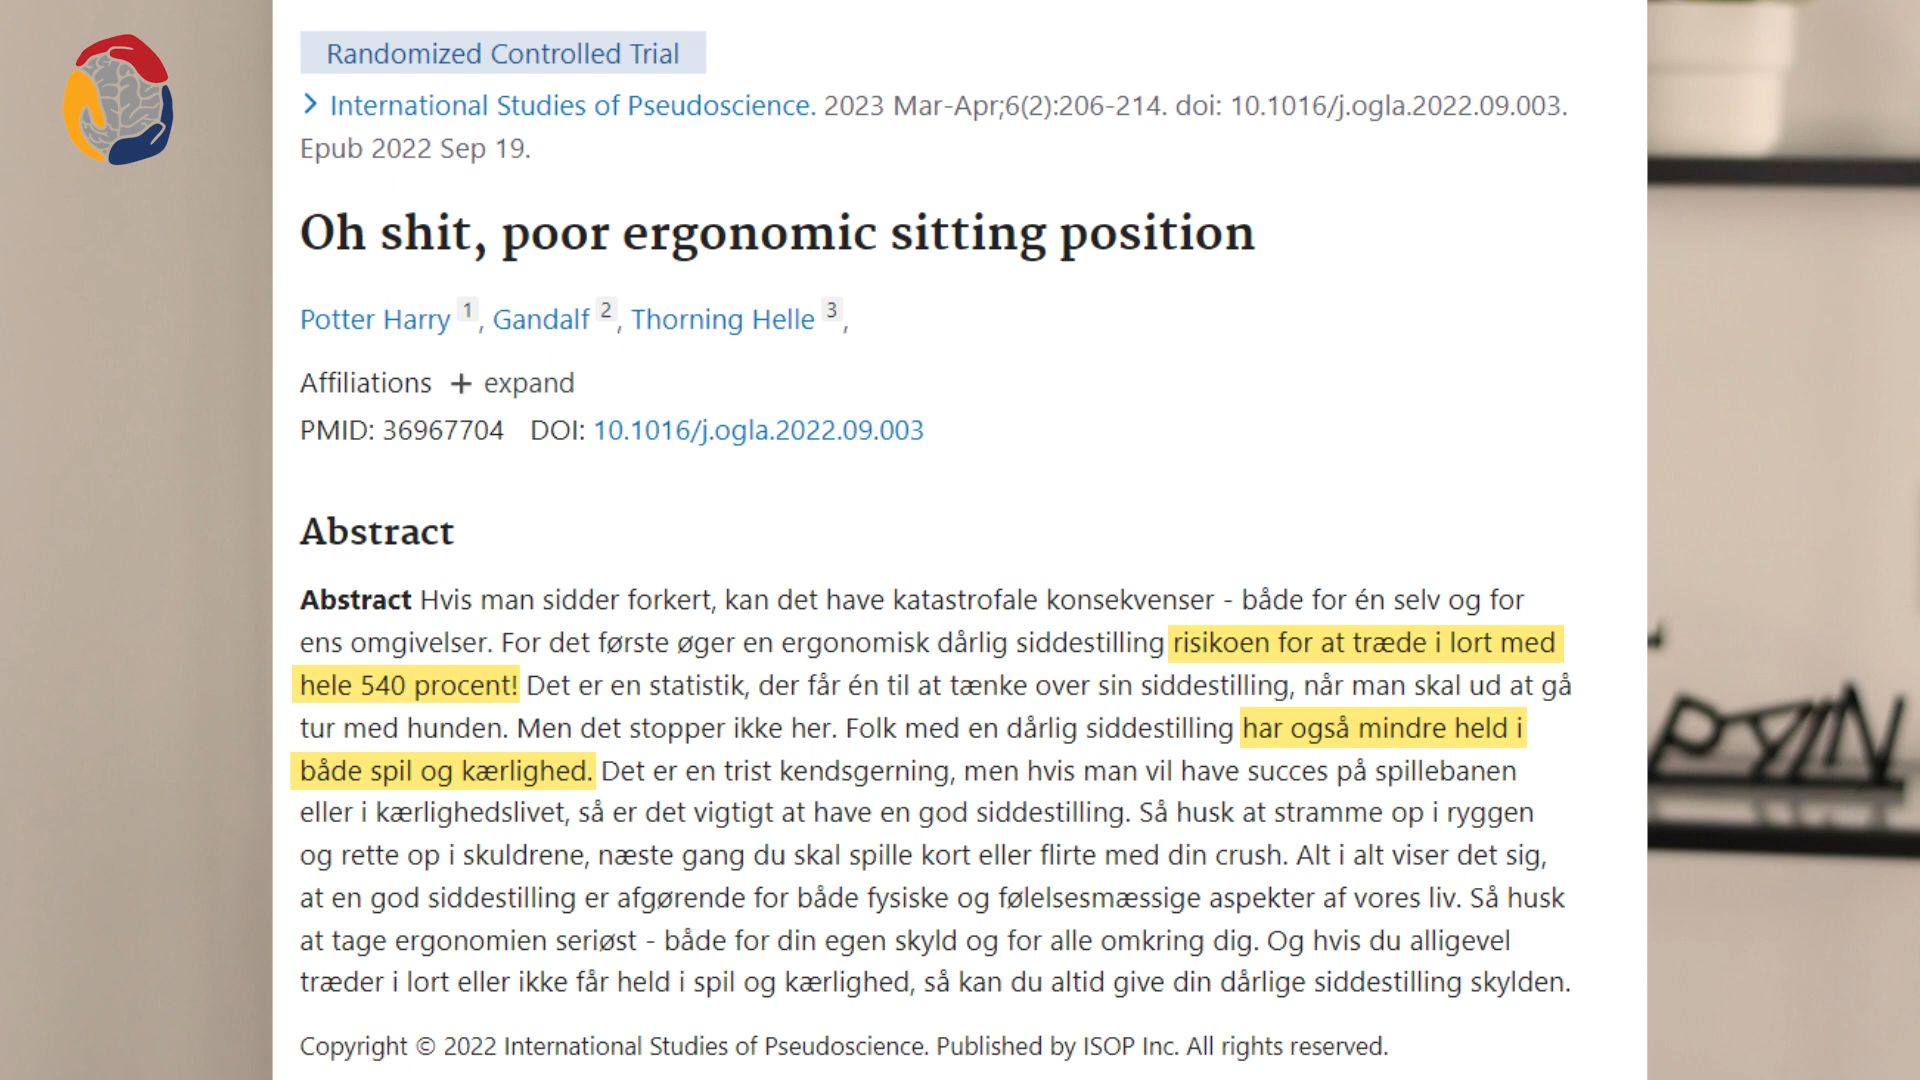 Randomized Controlled Trial
International Studies of Pseudoscience. 2023 Mar-Apr;6(2):206-214. doi: 10.1016/j.ogla.2022.09.003.
Epub 2022 Sep 19.
Oh shit, poor ergonomic sitting position
Potter Harry 1, Gandalf 2, Thorning Helle 3,
Affiliations + expand
PMID: 36967704 DOI: 10.1016/j.ogla.2022.09.003
Abstract
Abstract Hvis man sidder forkert, kan det have katastrofale konsekvenser - både for én selv og for
ens omgivelser. For det første øger en ergonomisk dårlig siddestilling risikoen for at træde i lort med
hele 540 procent! Det er en statistik, der får én til at tænke over sin siddestilling, når man skal ud at gå
tur med hunden. Men det stopper ikke her. Folk med en dårlig siddestilling har også mindre held i
både spil og kærlighed. Det er en trist kendsgerning, men hvis man vil have succes på spillebanen
eller i kærlighedslivet, så er det vigtigt at have en god siddestilling. Så husk at stramme op i ryggen
og rette op i skuldrene, næste gang du skal spille kort eller flirte med din crush. Alt i alt viser det sig,
at en god siddestilling er afgørende for både fysiske og følelsesmæssige aspekter af vores liv. Så husk
at tage ergonomien seriøst - både for din egen skyld og for alle omkring dig. Og hvis du alligevel
træder i lort eller ikke får held i spil og kærlighed, så kan du altid give din dårlige siddestilling skylden.
Copyright © 2022 International Studies of Pseudoscience. Published by ISOP Inc. All rights reserved.
PAIN